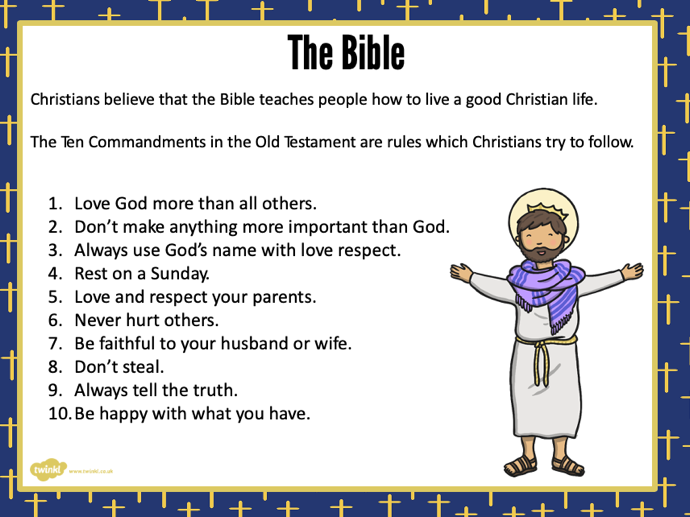 The Bible
Christians believe that the Bible teaches people how to live a good Christian life.
The Ten Commandments in the Old Testament are rules which Christians try to follow.
1. Love God more than all others.
2. Don’t make anything more important than God.
3. Always use God’s name with love respect.
4. Rest on a Sunday.
5. Love and respect your parents.
6. Never hurt others.
7. Be faithful to your husband or wife.
8. Don’t steal.
9. Always tell the truth.
10. Be happy with what you have.
twinkl www.twinkl.co.uk